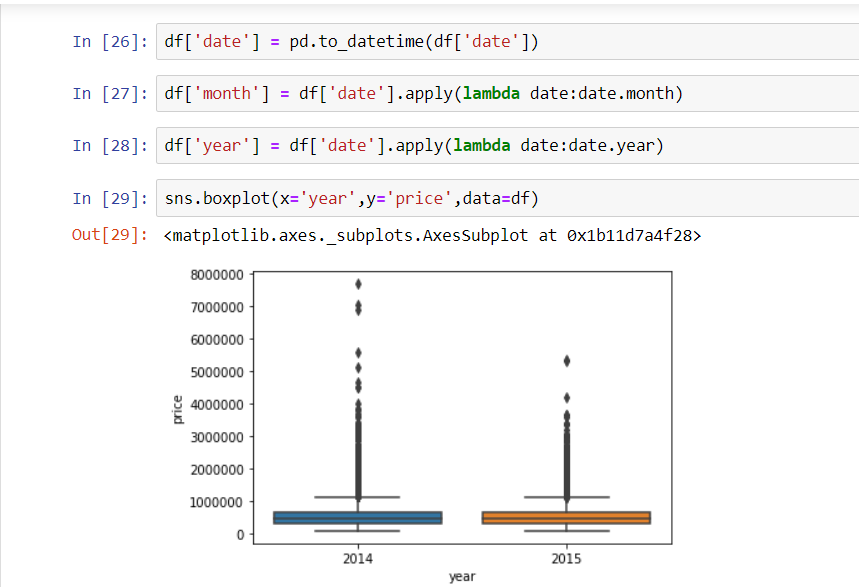 In [26]: df['date'] = pd.to_datetime(df['date'])
In [27]: df['month'] = df['date'].apply(lambda date:date.month)
In [28]: df['year'] = df['date'].apply(lambda date:date.year)
In [29]: sns.boxplot(x='year',y='price',data=df)
Out[29]: <matplotlib.axes._subplots.AxesSubplot at 0x1b11d7a4f28>
8000000
7000000
6000000
5000000
4000000
3000000
2000000
1000000
0
price
2014 2015
year